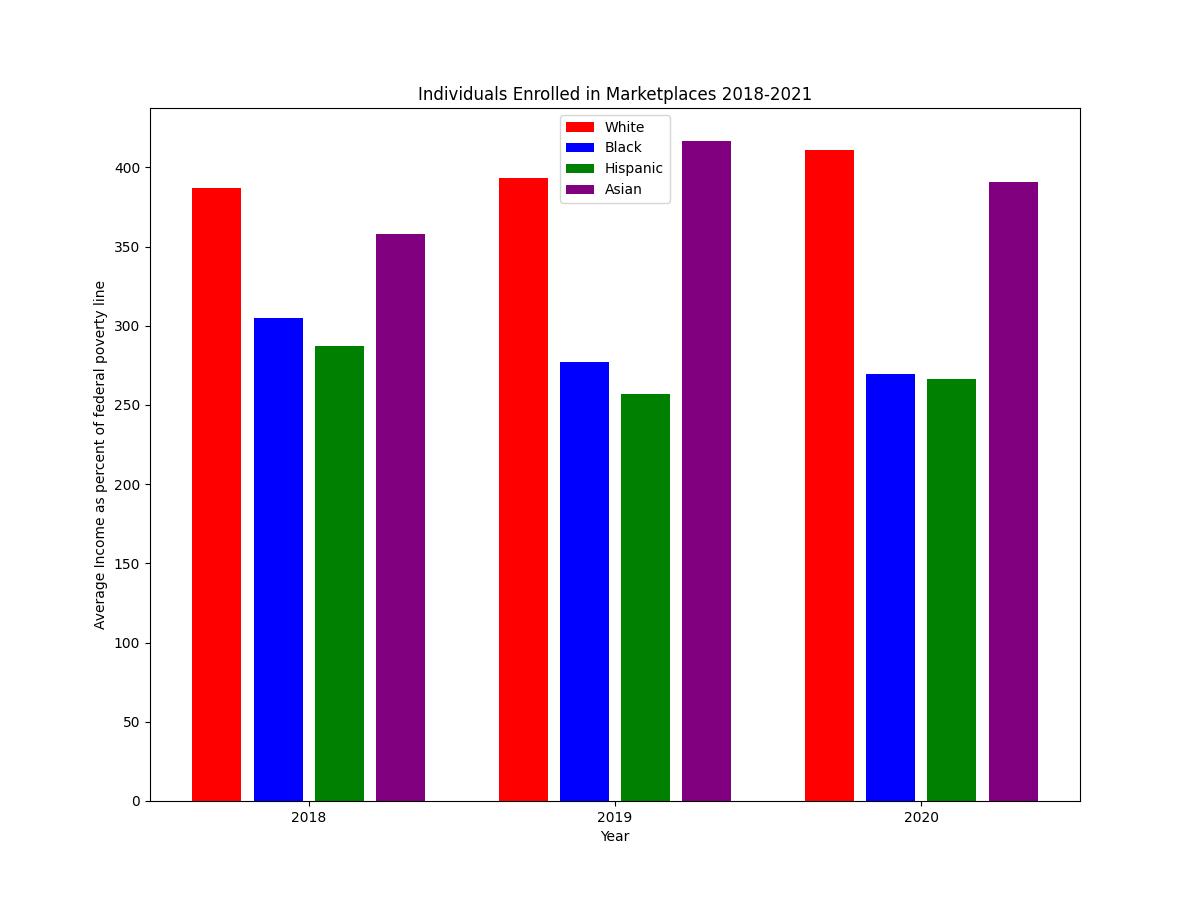 Individuals Enrolled in Marketplaces 2018-2021
White
Black
Hispanic
Asian
Average Income as percent of federal poverty line
400
350
300
250
200
150
100
50
0
2018
2019
2020
Year